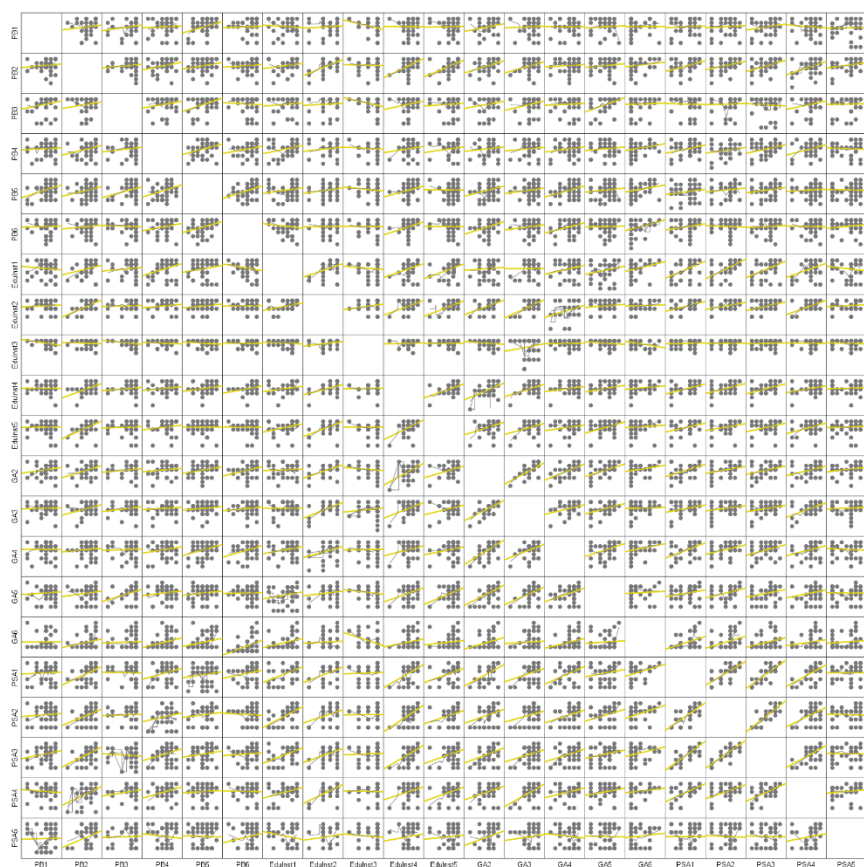 PB1
PB2
PB3
PB4
PB5
PB6
EduInst1
EduInst2
EduInst3
EduInst4
EduInst5
GA2
GA3
GA4
GA5
GA6
PSA1
PSA2
PSA3
PSA4
PSA5
PB1 PB2 PB3 PB4 PB5 PB6 EduInst1 EduInst2 EduInst3 EduInst4 EduInst5 GA2 GA3 GA4 GA5 GA6 PSA1 PSA2 PSA3 PSA4 PSA5